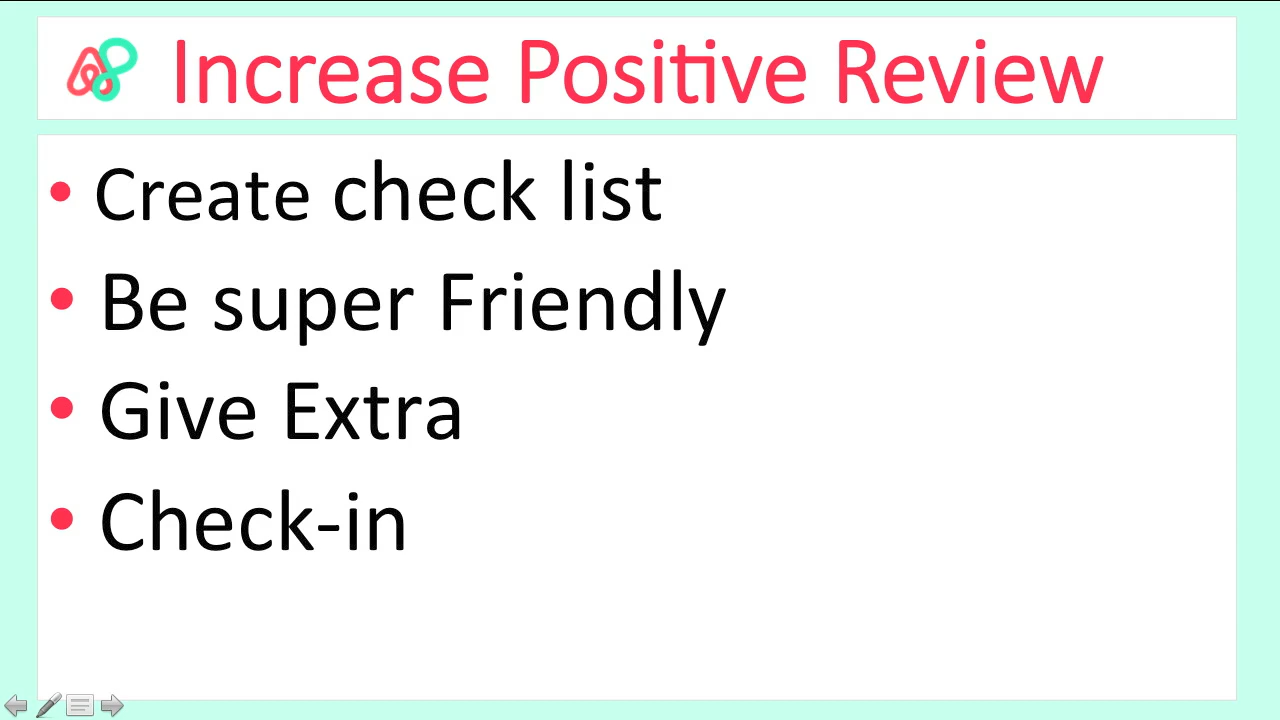 Increase Positive Review
• Create check list
• Be super Friendly
• Give Extra
• Check-in